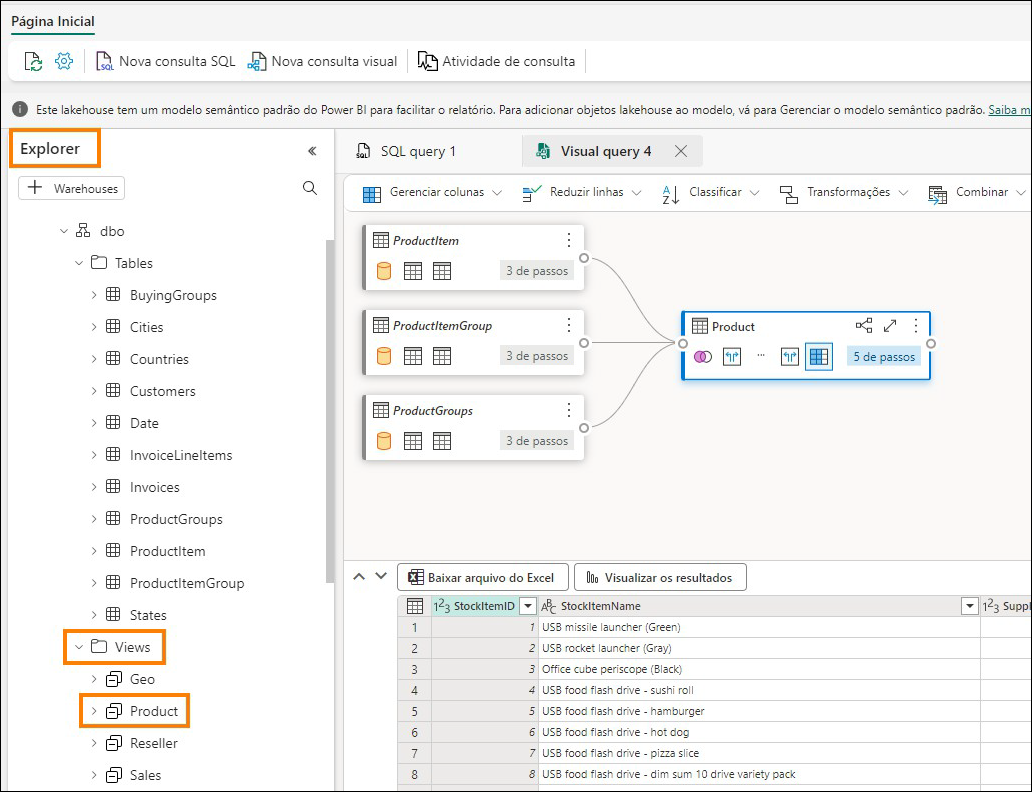 Página Inicial
Nova consulta SQL Nova consulta visual Atividade de consulta
Este lakehouse tem um modelo semântico padrão do Power BI para facilitar o relatório. Para adicionar objetos lakehouse ao modelo, vá para Gerenciar o modelo semântico padrão. Saiba m
Explorer
Warehouses
dbo
Tables
BuyingGroups
Cities
Countries
Customers
Date
InvoiceLineItems
Invoices
ProductGroups
ProductItem
ProductItemGroup
States
Views
Geo
Product
Reseller
Sales
SQL query 1 Visual query 4
Gerenciar colunas Reduzir linhas Classificar Transformações Combinar
ProductItem
3 de passos
ProductItemGroup
3 de passos
ProductGroups
3 de passos
Product
5 de passos
Baixar arquivo do Excel Visualizar os resultados
StockItemID StockItemName Suppl
1 1 USB missile launcher (Green)
2 2 USB rocket launcher (Gray)
3 3 Office cube periscope (Black)
4 4 USB food flash drive - sushi roll
5 5 USB food flash drive - hamburger
6 6 USB food flash drive - hot dog
7 7 USB food flash drive - pizza slice
8 8 USB food flash drive - dim sum 10 drive variety pack